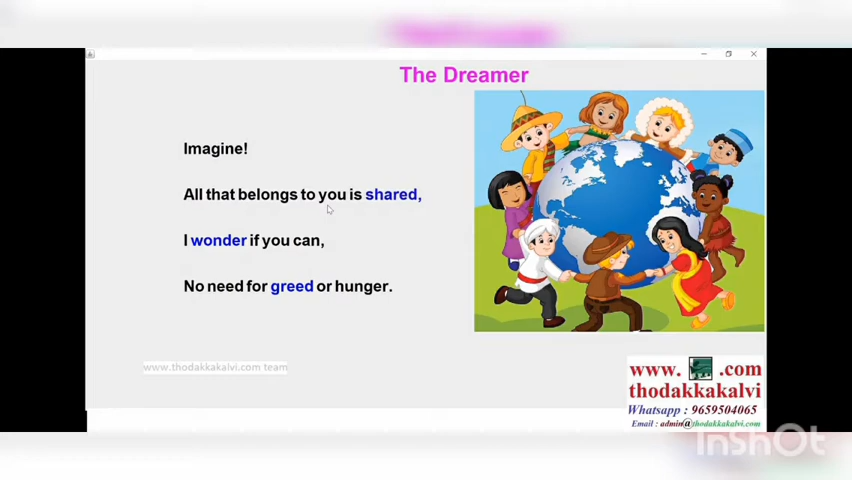 The Dreamer
Imagine!
All that belongs to you is shared,
I wonder if you can,
No need for greed or hunger.
www.thodakkakalvi.com team
www. .com
thodakkakalvi
Whatsapp : 9659504065
Email : admin@thodakkakalvi.com
InShOt